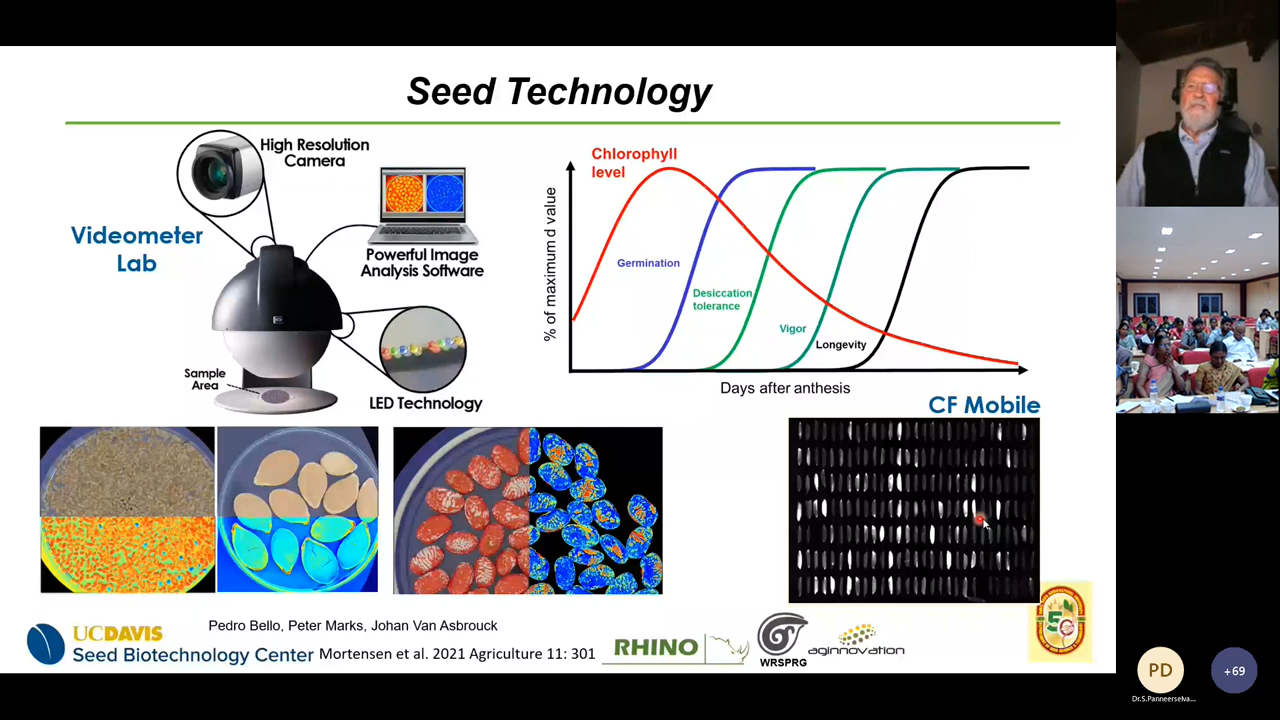 Seed Technology
High Resolution
Camera
Videometer
Lab
Powerful Image
Analysis Software
Sample
Area
LED Technology
Chlorophyll
level
% of maximum d value
Germination
Desiccation
tolerance
Vigor
Longevity
Days after anthesis
CF Mobile
Pedro Bello, Peter Marks, Johan Van Asbrouck
UCDAVIS
Seed Biotechnology Center
Mortensen et al. 2021 Agriculture 11: 301
RHINO
WRSPRG
aginnovation
PD
Dr.S.Panneerselva...
+69